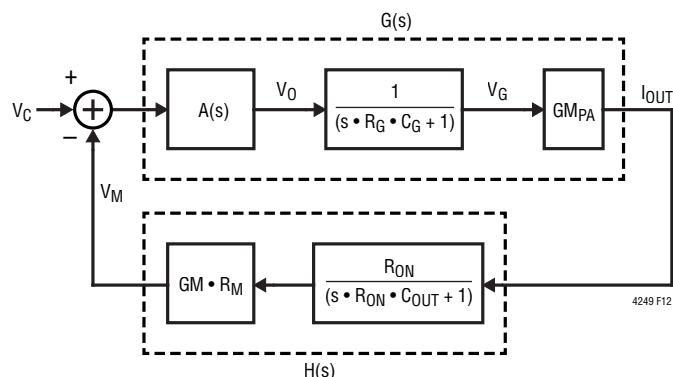 G(s)
+
V_C
+
−
A(s)
V_O
1
(s • R_G • C_G + 1)
V_G
GM_PA
I_OUT
V_M
GM • R_M
R_ON
(s • R_ON • C_OUT + 1)
4249 F12
H(s)